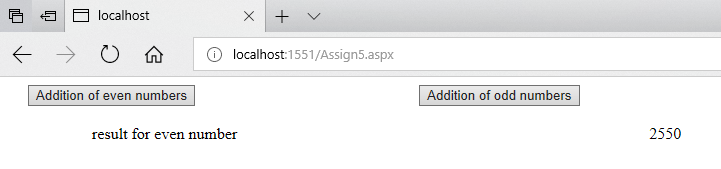 localhost
localhost:1551/Assign5.aspx
Addition of even numbers Addition of odd numbers
result for even number 2550